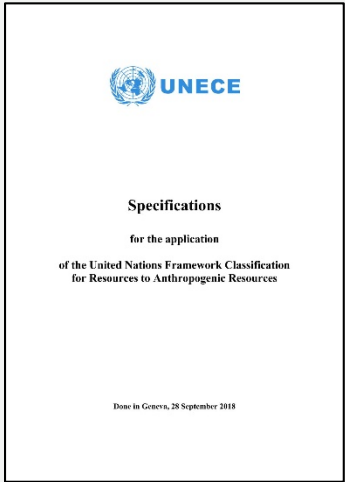 UNECE
Specifications
for the application
of the United Nations Framework Classification
for Resources to Anthropogenic Resources
Done in Geneva, 28 September 2018